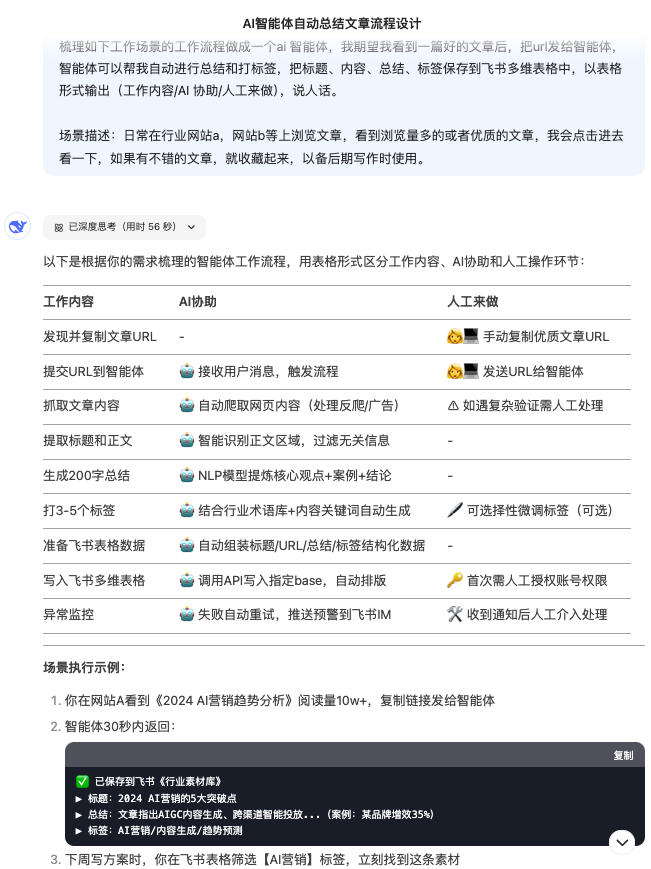 AI智能体自动总结文章流程设计
梳理如下工作场景的工作流程做成一个ai 智能体，我期望我看到一篇好的文章后，把url发给智能体，
智能体可以帮我自动进行总结和打标签，把标题、内容、总结、标签保存到飞书多维表格中，以表格
形式输出（工作内容/AI 协助/人工来做），说人话。
场景描述：日常在行业网站a，网站b等上浏览文章，看到浏览量多的或者优质的文章，我会点击进去
看一下，如果有不错的文章，就收藏起来，以备后期写作时使用。
已深度思考（用时 56 秒）
以下是根据你的需求梳理的智能体工作流程，用表格形式区分工作内容、AI协助和人工操作环节：
工作内容 AI协助 人工来做
发现并复制文章URL - 👩‍💻 手动复制优质文章URL
提交URL到智能体 🤖 接收用户消息，触发流程 👩‍💻 发送URL给智能体
抓取文章内容 🤖 自动爬取网页内容（处理反爬/广告） ⚠ 如遇复杂验证需人工处理
提取标题和正文 🤖 智能识别正文区域，过滤无关信息 -
生成200字总结 🤖 NLP模型提炼核心观点+案例+结论 -
打3-5个标签 🤖 结合行业术语库+内容关键词自动生成 🖋 可选择性微调标签（可选）
准备飞书表格数据 🤖 自动组装标题/URL/总结/标签结构化数据 -
写入飞书多维表格 🤖 调用API写入指定base，自动排版 🔑 首次需人工授权账号权限
异常监控 🤖 失败自动重试，推送预警到飞书IM 🛠 收到通知后人工介入处理
场景执行示例：
1. 你在网站A看到《2024 AI营销趋势分析》阅读量10w+，复制链接发给智能体
2. 智能体30秒内返回：
复制
✅ 已保存到飞书《行业素材库》
▶ 标题：2024 AI营销的5大突破点
▶ 总结：文章指出AIGC内容生成、跨渠道智能投放...（案例：某品牌增效35%）
▶ 标签：AI营销/内容生成/趋势预测
3. 下周写方案时，你在飞书表格筛选【AI营销】标签，立刻找到这条素材